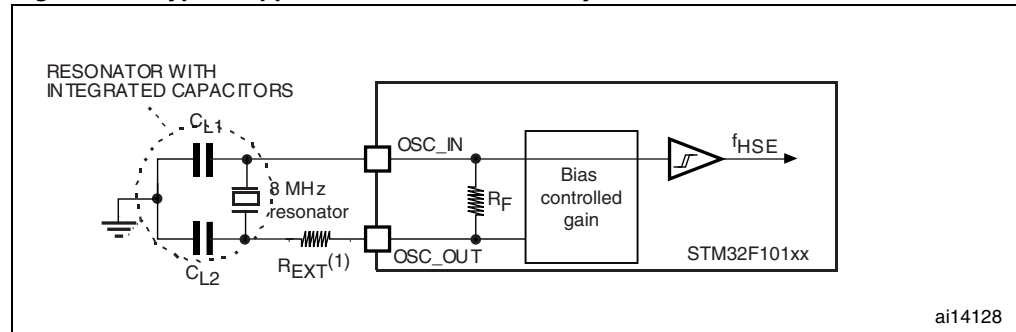 RESONATOR WITH
INTEGRATED CAPACITORS
CL1
OSC_IN
fHSE
8 MHz
resonator
RF
Bias
controlled
gain
OSC_OUT
STM32F101xx
REXT(1)
CL2
ai14128